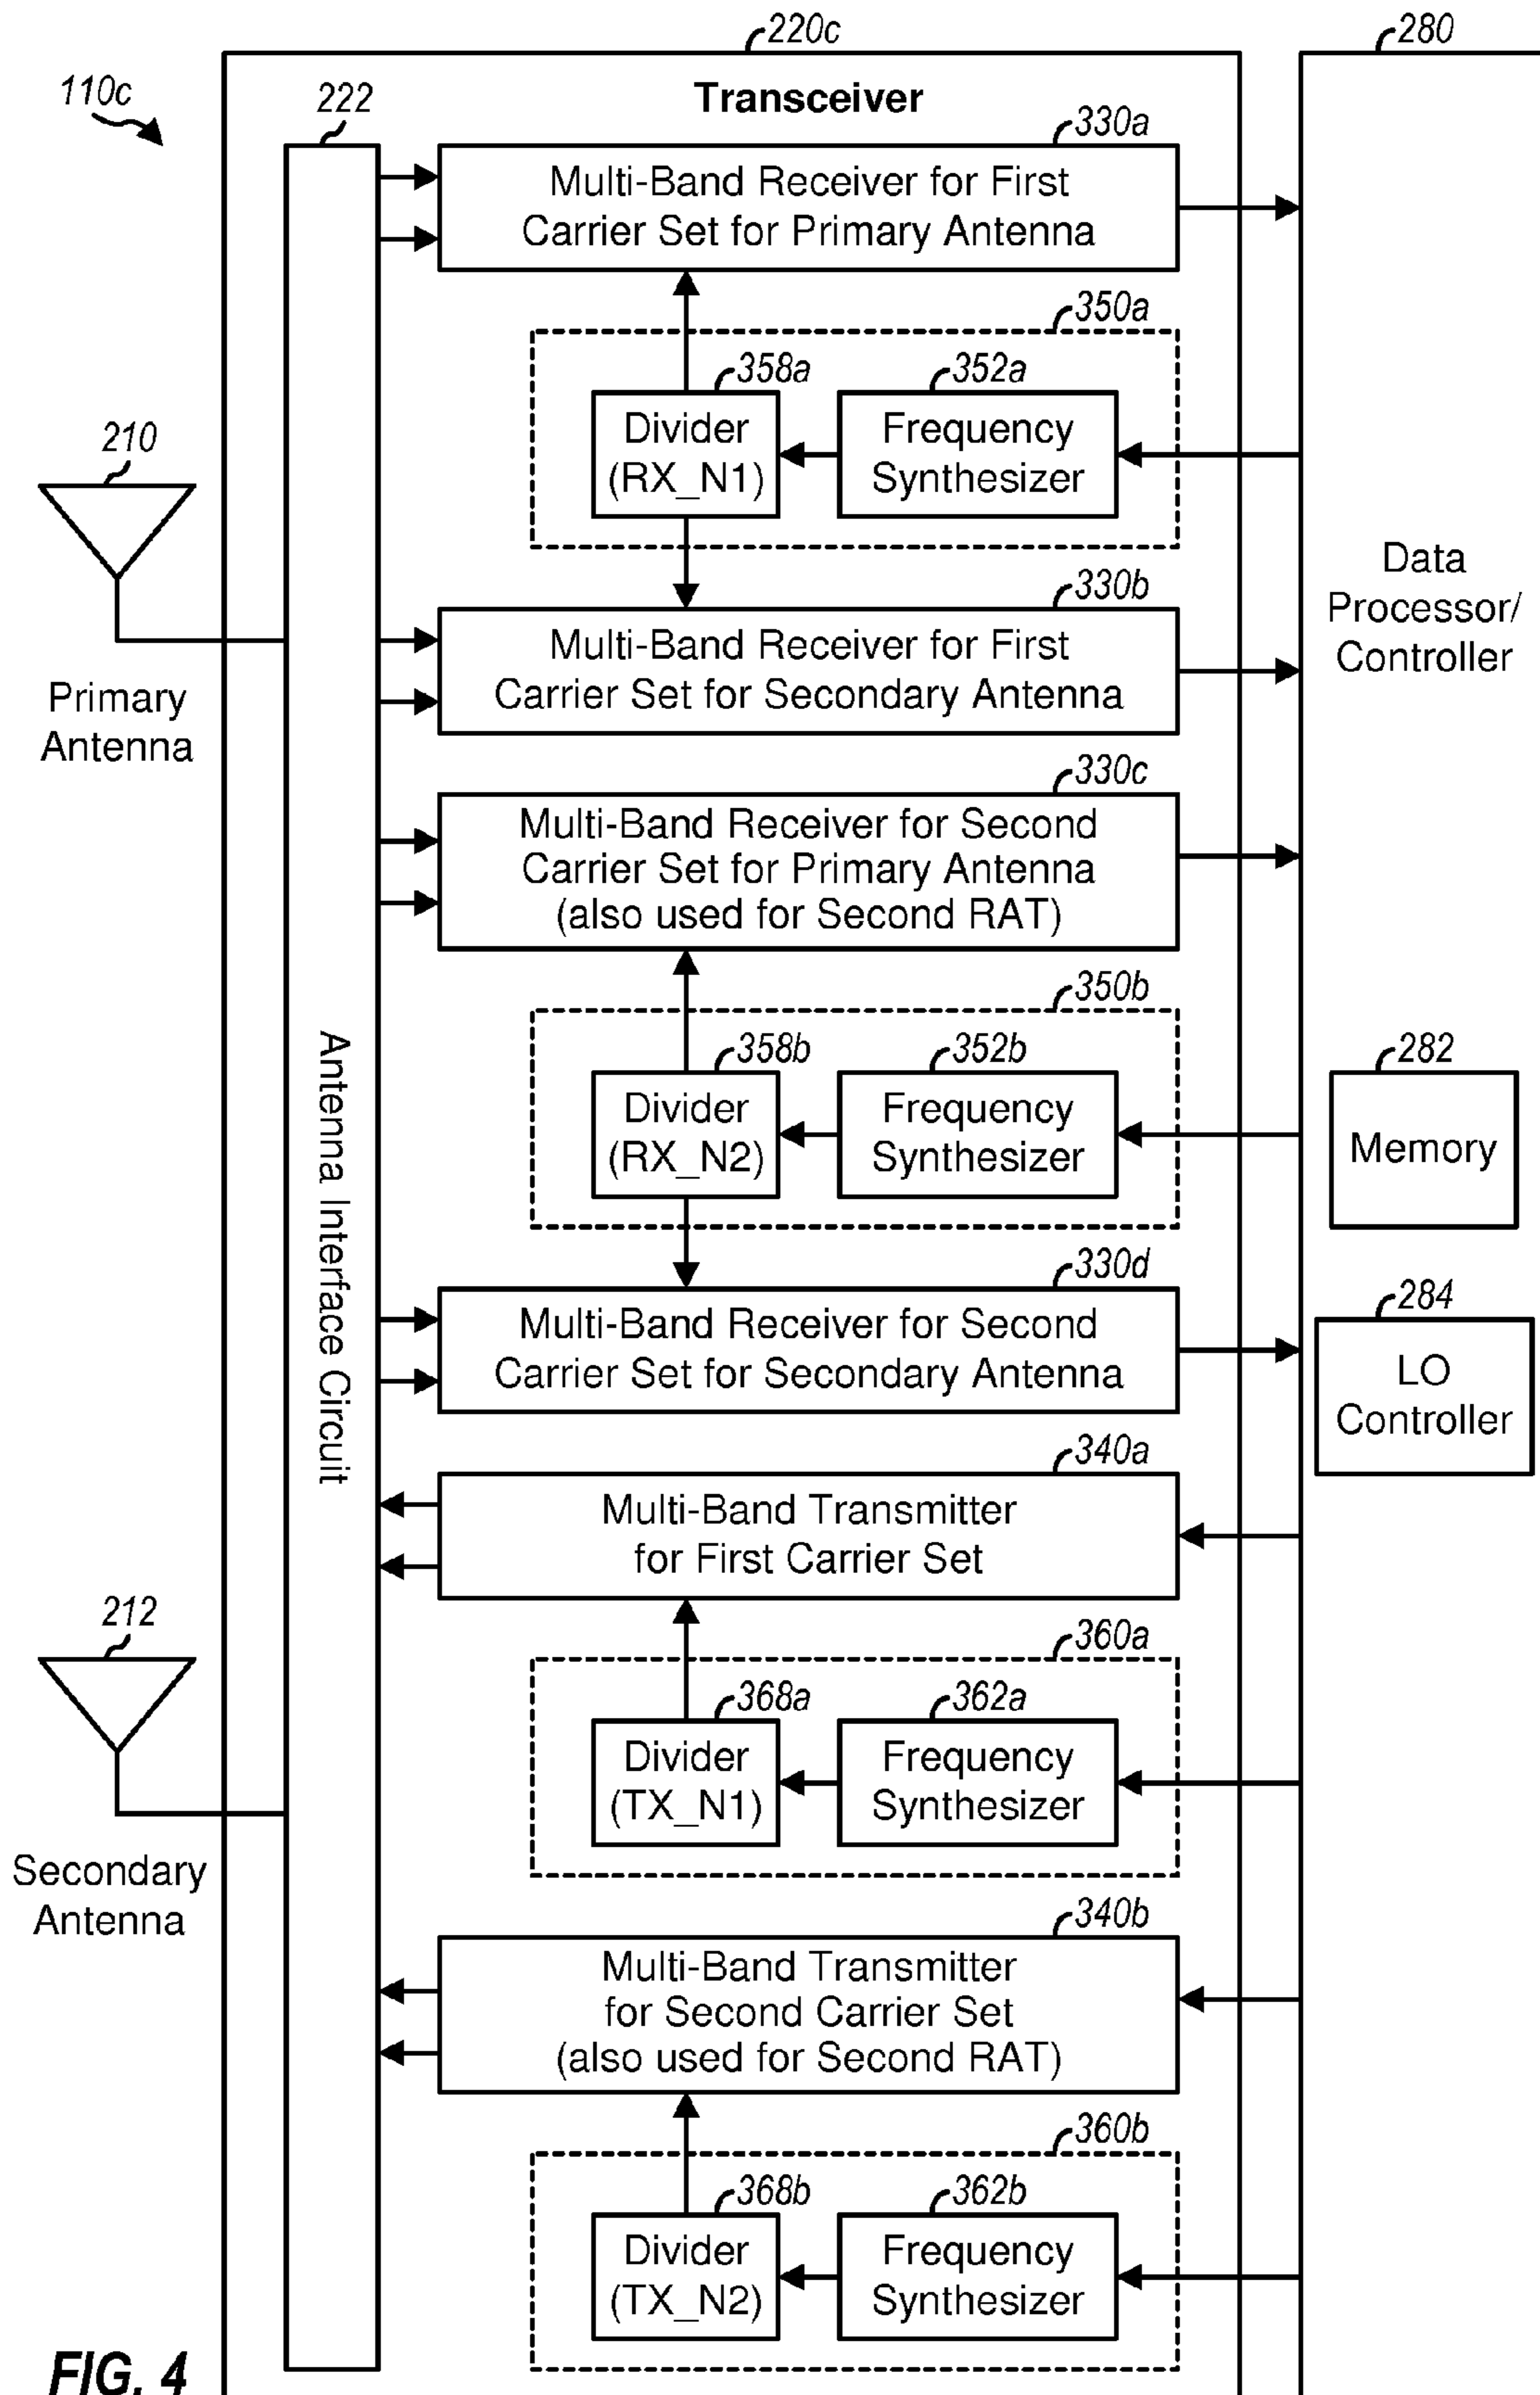 220c
280
110c
222
Transceiver
330a
Multi-Band Receiver for First
Carrier Set for Primary Antenna
350a
358a
352a
Divider
(RX_N1)
Frequency
Synthesizer
210
Primary
Antenna
Data
Processor/
Controller
330b
Multi-Band Receiver for First
Carrier Set for Secondary Antenna
330c
Multi-Band Receiver for Second
Carrier Set for Primary Antenna
(also used for Second RAT)
350b
358b
352b
Divider
(RX_N2)
Frequency
Synthesizer
282
Memory
Antenna Interface Circuit
330d
Multi-Band Receiver for Second
Carrier Set for Secondary Antenna
284
LO
Controller
340a
Multi-Band Transmitter
for First Carrier Set
212
Secondary
Antenna
360a
368a
362a
Divider
(TX_N1)
Frequency
Synthesizer
340b
Multi-Band Transmitter
for Second Carrier Set
(also used for Second RAT)
360b
368b
362b
Divider
(TX_N2)
Frequency
Synthesizer
FIG. 4